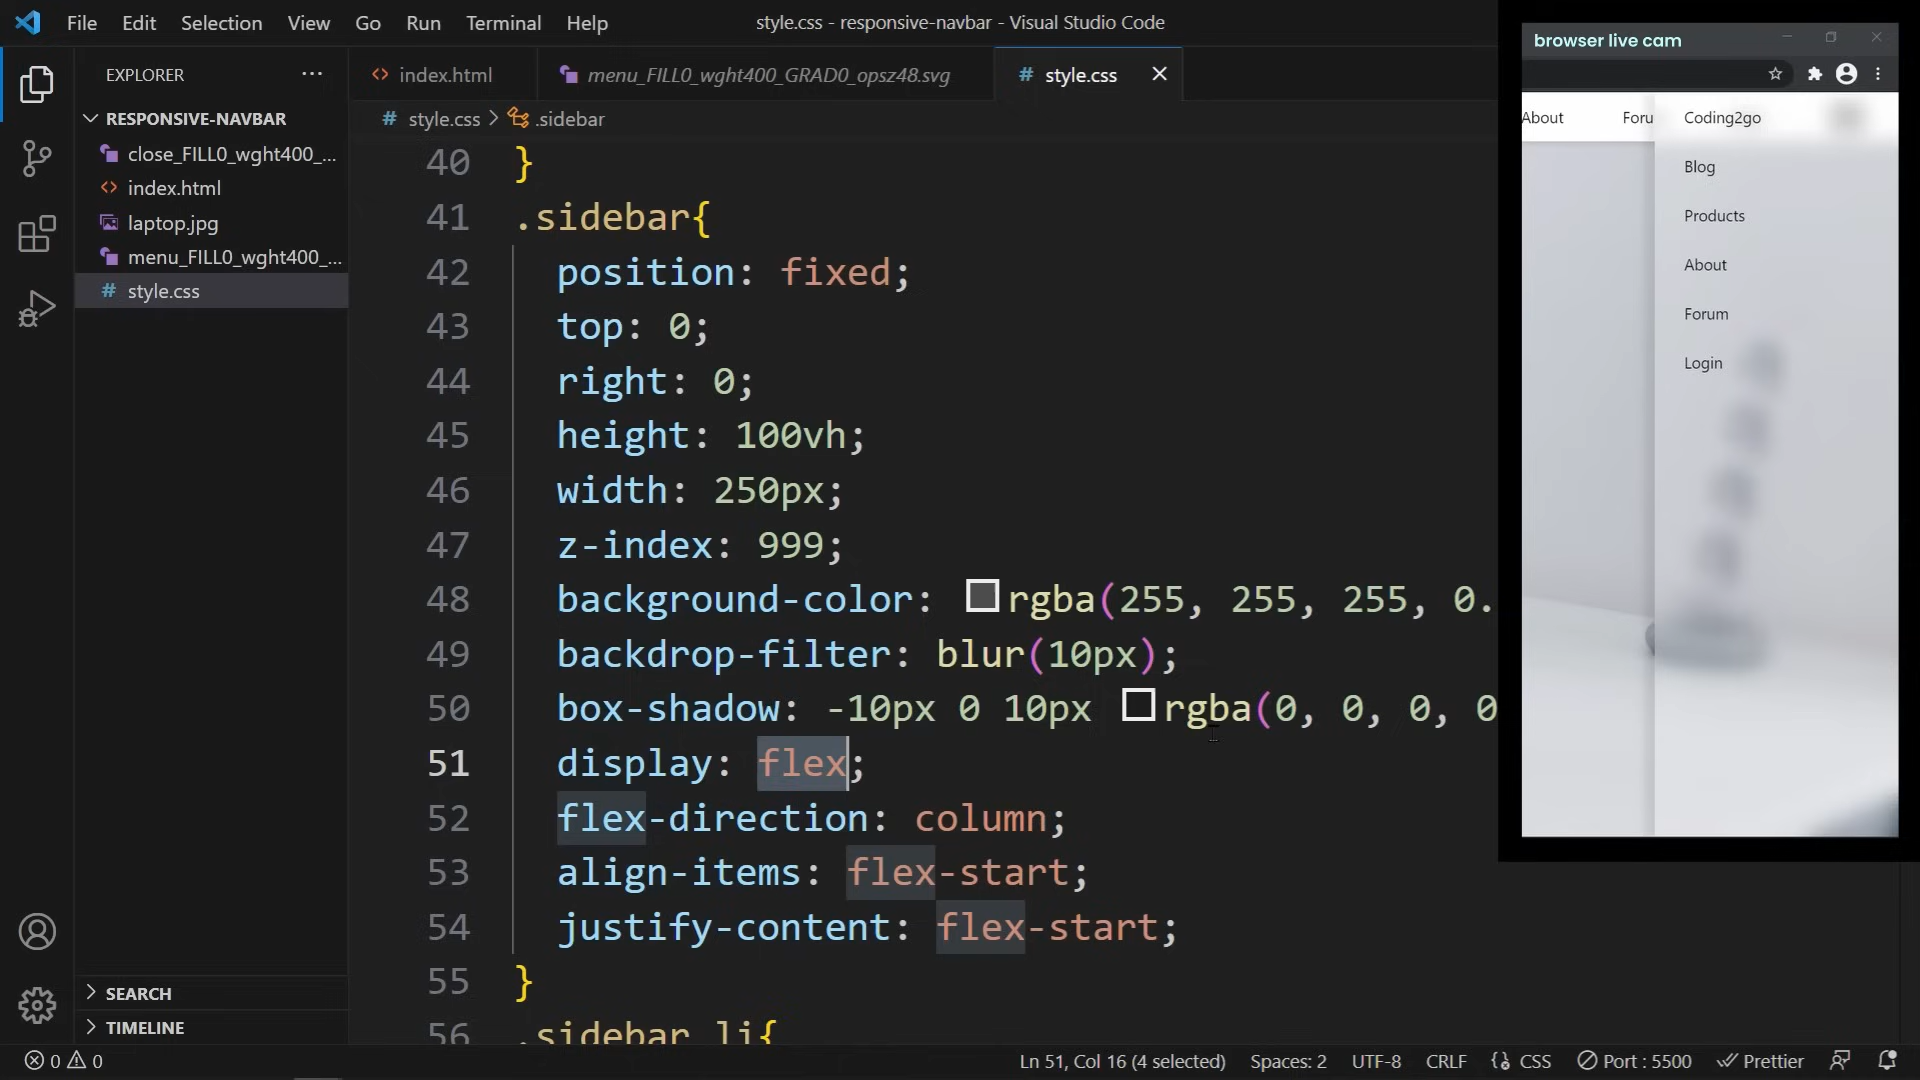 File Edit Selection View Go Run Terminal Help
style.css - responsive-navbar - Visual Studio Code
EXPLORER
RESPONSIVE-NAVBAR
close_FILL0_wght400_...
index.html
laptop.jpg
menu_FILL0_wght400_...
style.css
SEARCH
TIMELINE
index.html
menu_FILL0_wght400_GRAD0_opsz48.svg
style.css
style.css > .sidebar
40 }
41 .sidebar{
42 position: fixed;
43 top: 0;
44 right: 0;
45 height: 100vh;
46 width: 250px;
47 z-index: 999;
48 background-color: rgba(255, 255, 255, 0.
49 backdrop-filter: blur(10px);
50 box-shadow: -10px 0 10px rgba(0, 0, 0, 0
51 display: flex;
52 flex-direction: column;
53 align-items: flex-start;
54 justify-content: flex-start;
55 }
56 .sidebar li{
browser live cam
About Foru
Coding2go
Blog
Products
About
Forum
Login
0 0
Ln 51, Col 16 (4 selected) Spaces: 2 UTF-8 CRLF CSS Port : 5500 Prettier